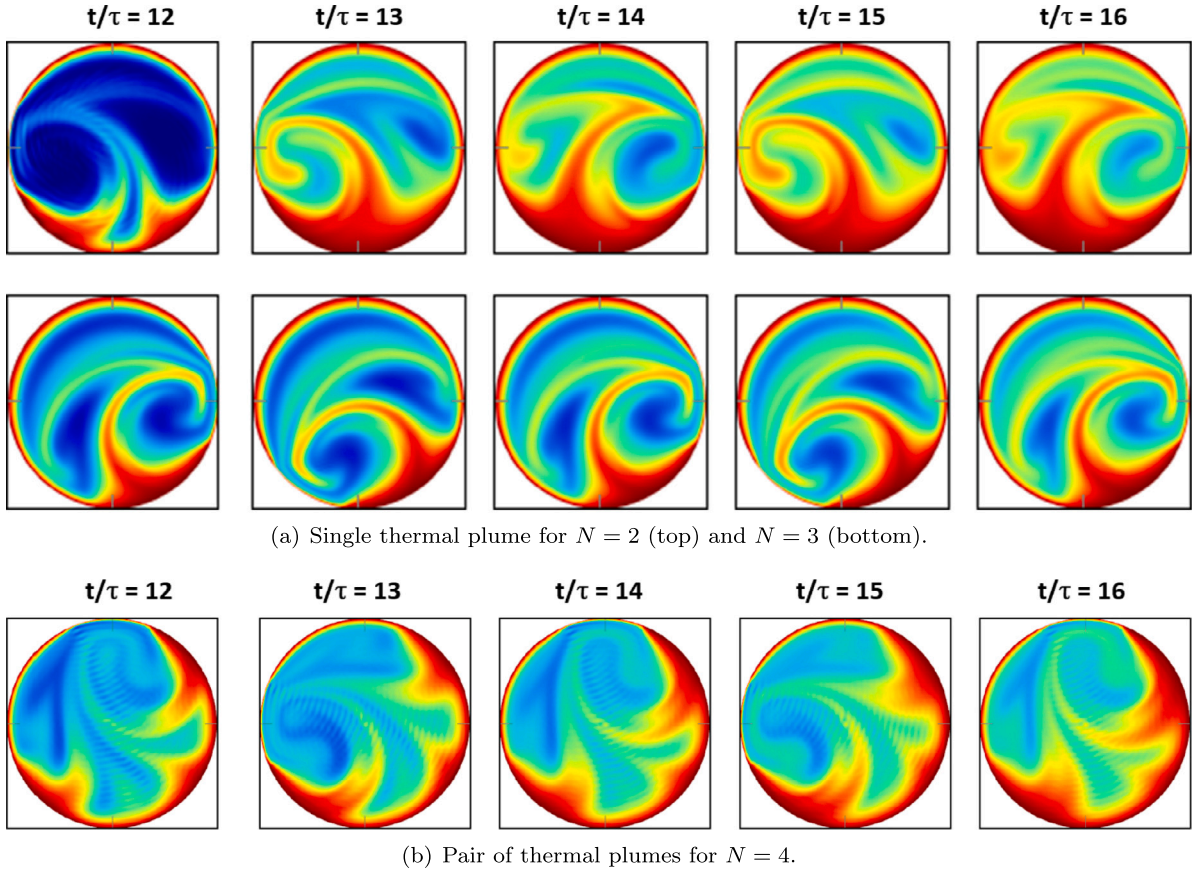 t/τ = 12 t/τ = 13 t/τ = 14 t/τ = 15 t/τ = 16
(a) Single thermal plume for N = 2 (top) and N = 3 (bottom).
t/τ = 12 t/τ = 13 t/τ = 14 t/τ = 15 t/τ = 16
(b) Pair of thermal plumes for N = 4.